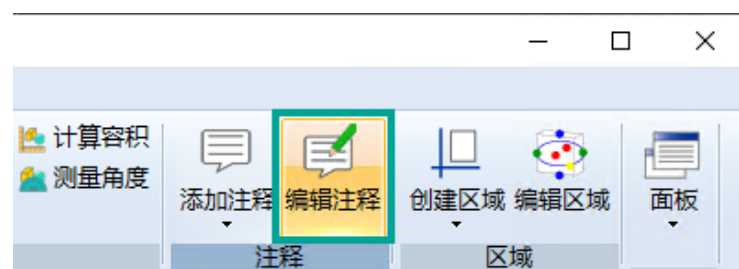 计算容积
测量角度
添加注释
编辑注释
创建区域
编辑区域
面板
注释
区域